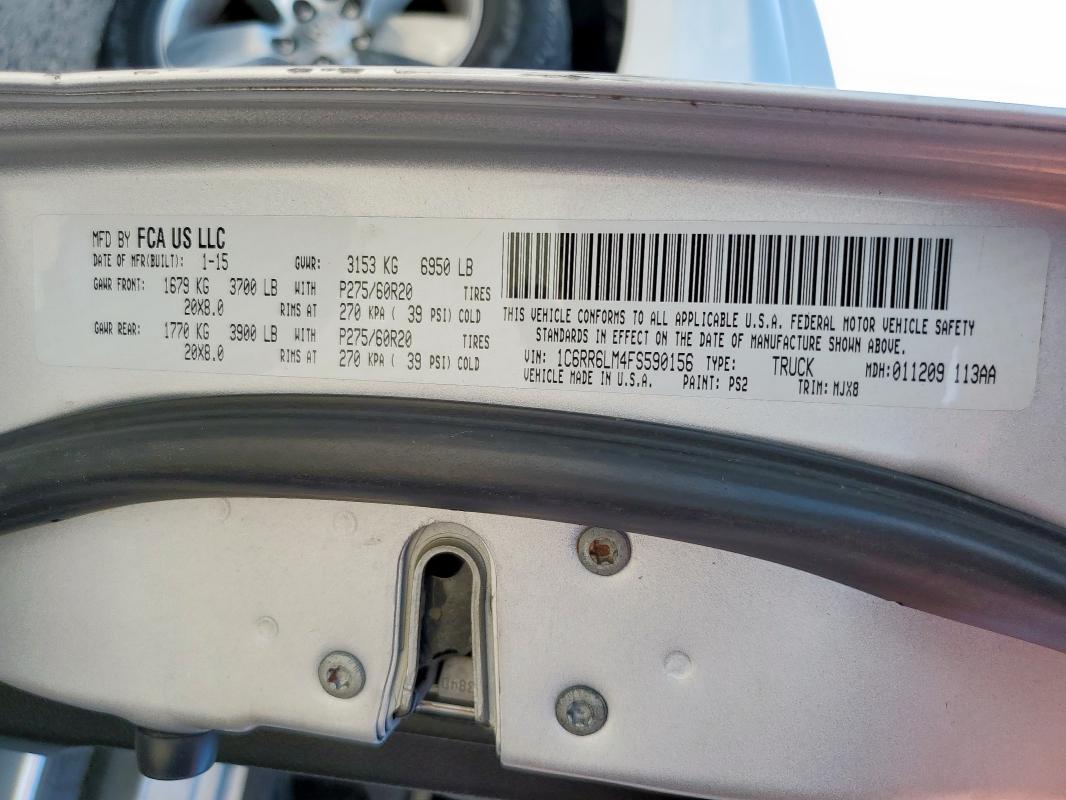 MFD BY FCA US LLC
DATE OF MFR(BUILT): 1-15 GVWR: 3153 KG 6950 LB
GAWR FRONT: 1679 KG 3700 LB WITH P275/60R20 TIRES
20X8.0 RIMS AT 270 KPA ( 39 PSI) COLD
GAWR REAR: 1770 KG 3900 LB WITH P275/60R20 TIRES
20X8.0 RIMS AT 270 KPA ( 39 PSI) COLD
THIS VEHICLE CONFORMS TO ALL APPLICABLE U.S.A. FEDERAL MOTOR VEHICLE SAFETY
STANDARDS IN EFFECT ON THE DATE OF MANUFACTURE SHOWN ABOVE.
VIN: 1C6RR6LM4FS590156 TYPE: TRUCK MDH:011209 113AA
VEHICLE MADE IN U.S.A. PAINT: PS2 TRIM: MJX8